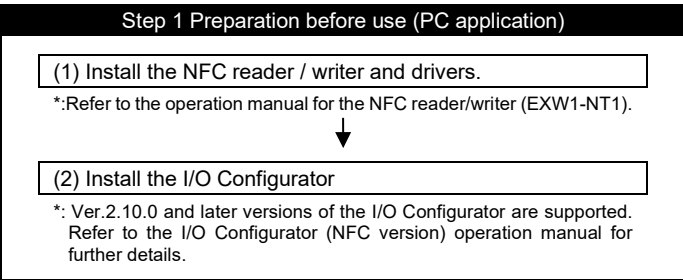 Step 1 Preparation before use (PC application)
(1) Install the NFC reader / writer and drivers.
*:Refer to the operation manual for the NFC reader/writer (EXW1-NT1).
(2) Install the I/O Configurator
*: Ver.2.10.0 and later versions of the I/O Configurator are supported.
Refer to the I/O Configurator (NFC version) operation manual for
further details.